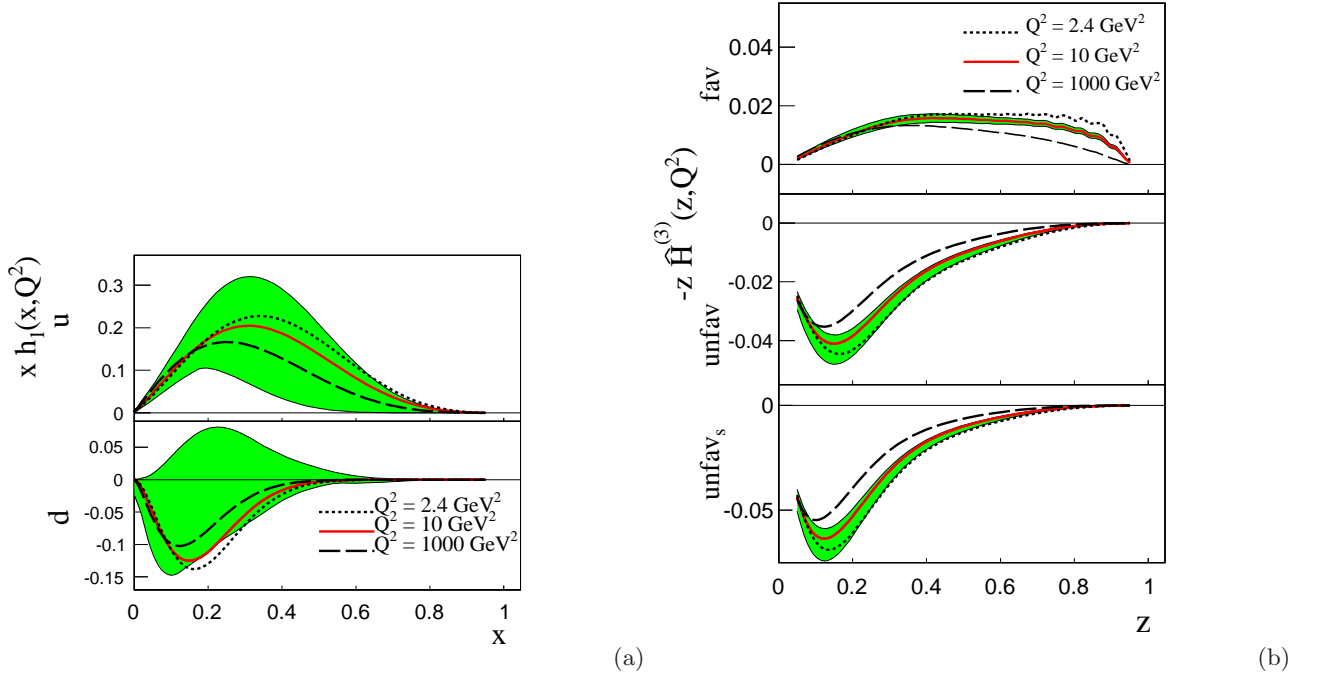 x h₁(x,Q²)
u
0.3
0.2
0.1
0
d
0.05
0
-0.05
-0.1
-0.15
Q² = 2.4 GeV²
Q² = 10 GeV²
Q² = 1000 GeV²
0 0.2 0.4 0.6 0.8 1
x
(a)
-z Ĥ⁽³⁾(z,Q²)
fav
0.04
0.02
0
Q² = 2.4 GeV²
Q² = 10 GeV²
Q² = 1000 GeV²
unfav
0
-0.02
-0.04
unfavₛ
0
-0.05
0 0.2 0.4 0.6 0.8 1
z
(b)